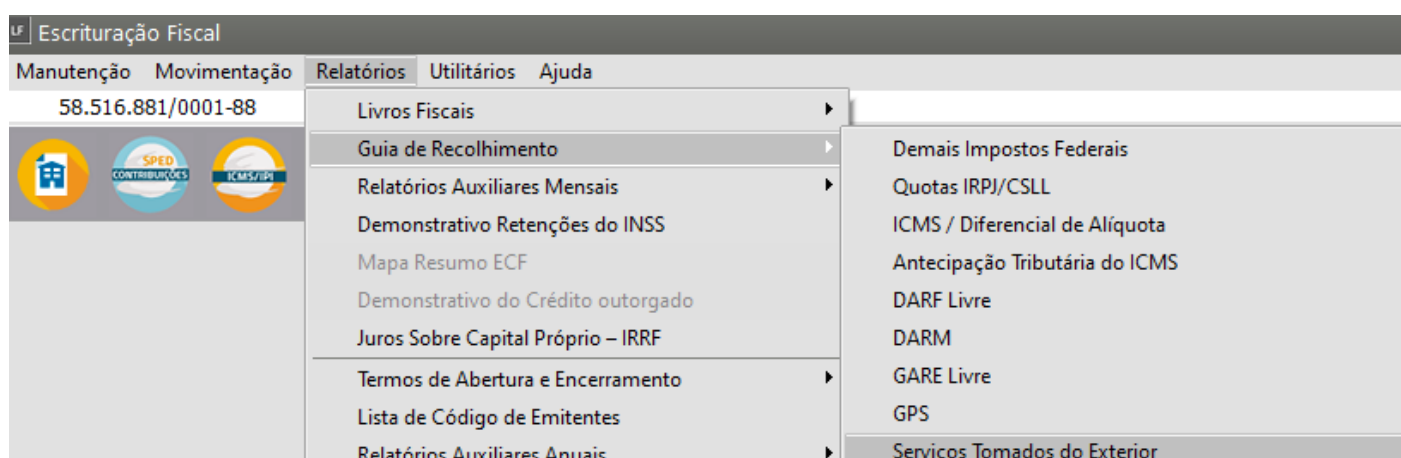 LF Escrituração Fiscal
Manutenção Movimentação Relatórios Utilitários Ajuda
58.516.881/0001-88
SPED
CONTRIBUIÇÕES
ICMS/IPI
Livros Fiscais
Guia de Recolhimento
Relatórios Auxiliares Mensais
Demonstrativo Retenções do INSS
Mapa Resumo ECF
Demonstrativo do Crédito outorgado
Juros Sobre Capital Próprio – IRRF
Termos de Abertura e Encerramento
Lista de Código de Emitentes
Relatórios Auxiliares Anuais
Demais Impostos Federais
Quotas IRPJ/CSLL
ICMS / Diferencial de Alíquota
Antecipação Tributária do ICMS
DARF Livre
DARM
GARE Livre
GPS
Serviços Tomados do Exterior